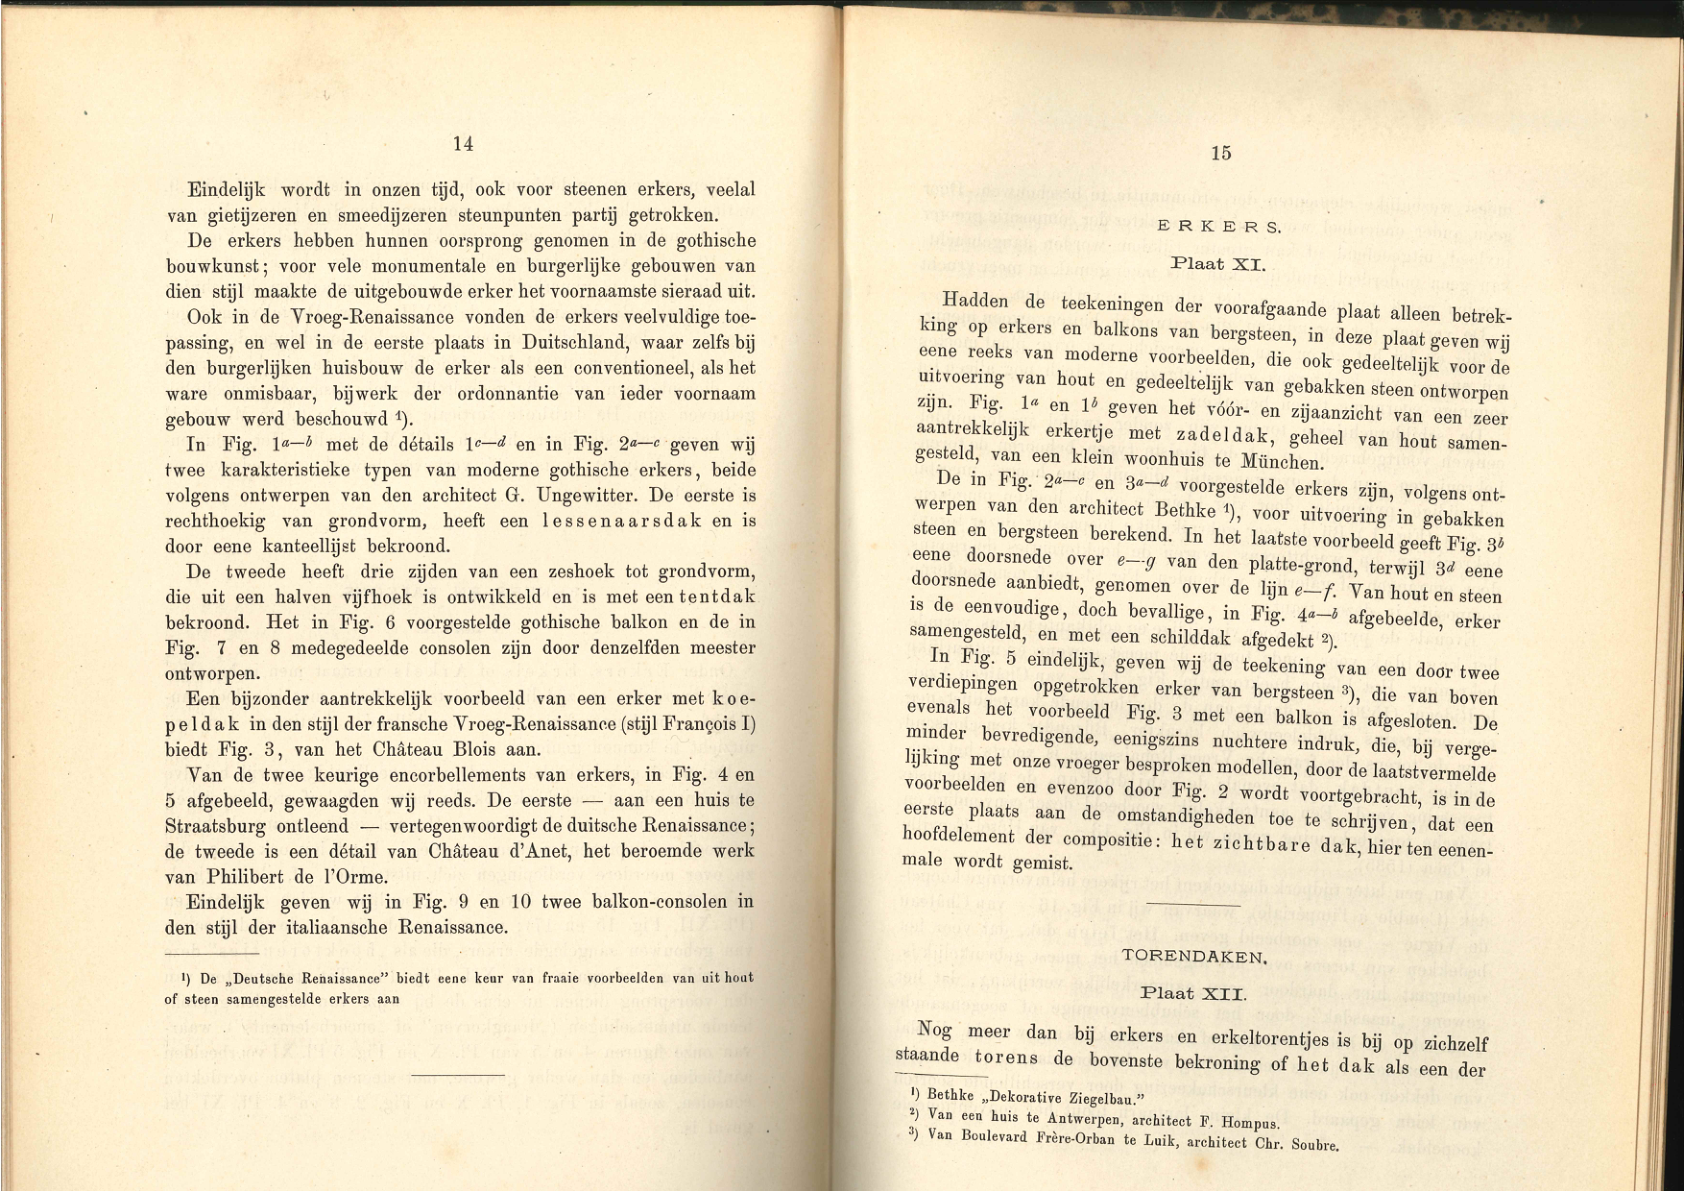 14
Eindelijk wordt in onzen tijd, ook voor steenen erkers, veelal
van gietijzeren en smeedijzeren steunpunten partij getrokken.
De erkers hebben hunnen oorsprong genomen in de gothische
bouwkunst; voor vele monumentale en burgerlijke gebouwen van
dien stijl maakte de uitgebouwde erker het voornaamste sieraad uit.
Ook in de Vroeg-Renaissance vonden de erkers veelvuldige toe-
passing, en wel in de eerste plaats in Duitschland, waar zelfs bij
den burgerlijken huisbouw de erker als een conventioneel, als het
ware onmisbaar, bijwerk der ordonnantie van ieder voornaam
gebouw werd beschouwd ¹).
In Fig. 1a—b met de détails 1c—d en in Fig. 2a—c geven wij
twee karakteristieke typen van moderne gothische erkers, beide
volgens ontwerpen van den architect G. Ungewitter. De eerste is
rechthoekig van grondvorm, heeft een lessenaarsdak en is
door eene kanteellijst bekroond.
De tweede heeft drie zijden van een zeshoek tot grondvorm,
die uit een halven vijfhoek is ontwikkeld en is met een tentdak
bekroond. Het in Fig. 6 voorgestelde gothische balkon en de in
Fig. 7 en 8 medegedeelde consolen zijn door denzelfden meester
ontworpen.
Een bijzonder aantrekkelijk voorbeeld van een erker met koe-
peldak in den stijl der fransche Vroeg-Renaissance (stijl François I)
biedt Fig. 3, van het Château Blois aan.
Van de twee keurige encorbellements van erkers, in Fig. 4 en
5 afgebeeld, gewaagden wij reeds. De eerste — aan een huis te
Straatsburg ontleend — vertegenwoordigt de duitsche Renaissance;
de tweede is een détail van Château d'Anet, het beroemde werk
van Philibert de l'Orme.
Eindelijk geven wij in Fig. 9 en 10 twee balkon-consolen in
den stijl der italiaansche Renaissance.
¹) De „Deutsche Renaissance" biedt eene keur van fraaie voorbeelden van uit hout
of steen samengestelde erkers aan
15
ERKERS.
Plaat XI.
Hadden de teekeningen der voorafgaande plaat alleen betrek-
king op erkers en balkons van bergsteen, in deze plaat geven wij
eene reeks van moderne voorbeelden, die ook gedeeltelijk voor de
uitvoering van hout en gedeeltelijk van gebakken steen ontworpen
zijn. Fig. 1a en 1b geven het vóór- en zijaanzicht van een zeer
aantrekkelijk erkertje met zadeldak, geheel van hout samen-
gesteld, van een klein woonhuis te München.
De in Fig. 2a—c en 3a—d voorgestelde erkers zijn, volgens ont-
werpen van den architect Bethke ¹), voor uitvoering in gebakken
steen en bergsteen berekend. In het laatste voorbeeld geeft Fig. 3b
eene doorsnede over e—g van den platte-grond, terwijl 3d eene
doorsnede aanbiedt, genomen over de lijn e—f. Van hout en steen
is de eenvoudige, doch bevallige, in Fig. 4a—b afgebeelde, erker
samengesteld, en met een schilddak afgedekt ²).
In Fig. 5 eindelijk, geven wij de teekening van een door twee
verdiepingen opgetrokken erker van bergsteen ³), die van boven
evenals het voorbeeld Fig. 3 met een balkon is afgesloten. De
minder bevredigende, eenigszins nuchtere indruk, die, bij verge-
lijking met onze vroeger besproken modellen, door de laatstvermelde
voorbeelden en evenzoo door Fig. 2 wordt voortgebracht, is in de
eerste plaats aan de omstandigheden toe te schrijven, dat een
hoofdelement der compositie: het zichtbare dak, hier ten eenen-
male wordt gemist.
TORENDAKEN.
Plaat XII.
Nog meer dan bij erkers en erkeltorentjes is bij op zichzelf
staande torens de bovenste bekroning of het dak als een der
¹) Bethke „Dekorative Ziegelbau."
²) Van een huis te Antwerpen, architect F. Hompus.
³) Van Boulevard Frère-Orban te Luik, architect Chr. Soubre.